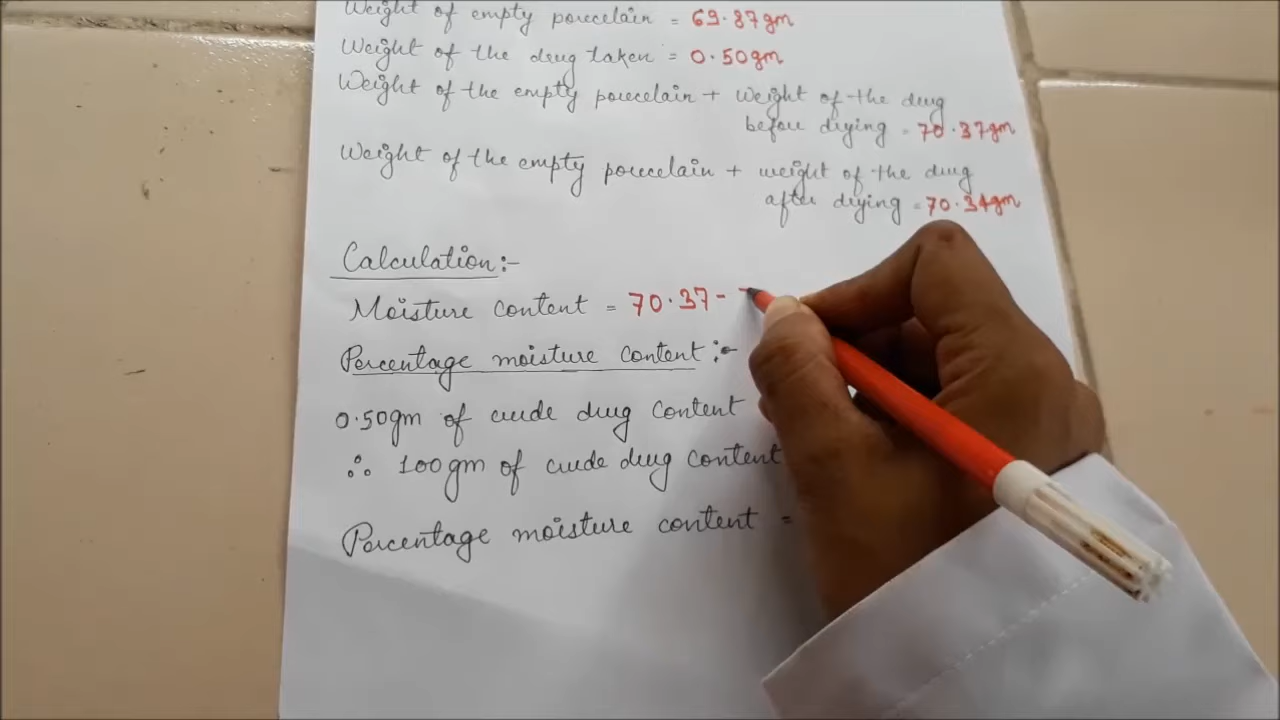 Weight of empty porcelain = 69.87gm
Weight of the drug taken = 0.50gm
Weight of the empty porcelain + weight of the drug
before drying = 70.37gm
Weight of the empty porcelain + weight of the drug
after drying = 70.34gm
Calculation:-
Moisture content = 70.37-
Percentage moisture content :-
0.50gm of crude drug content
∴ 100gm of crude drug content
Percentage moisture content =